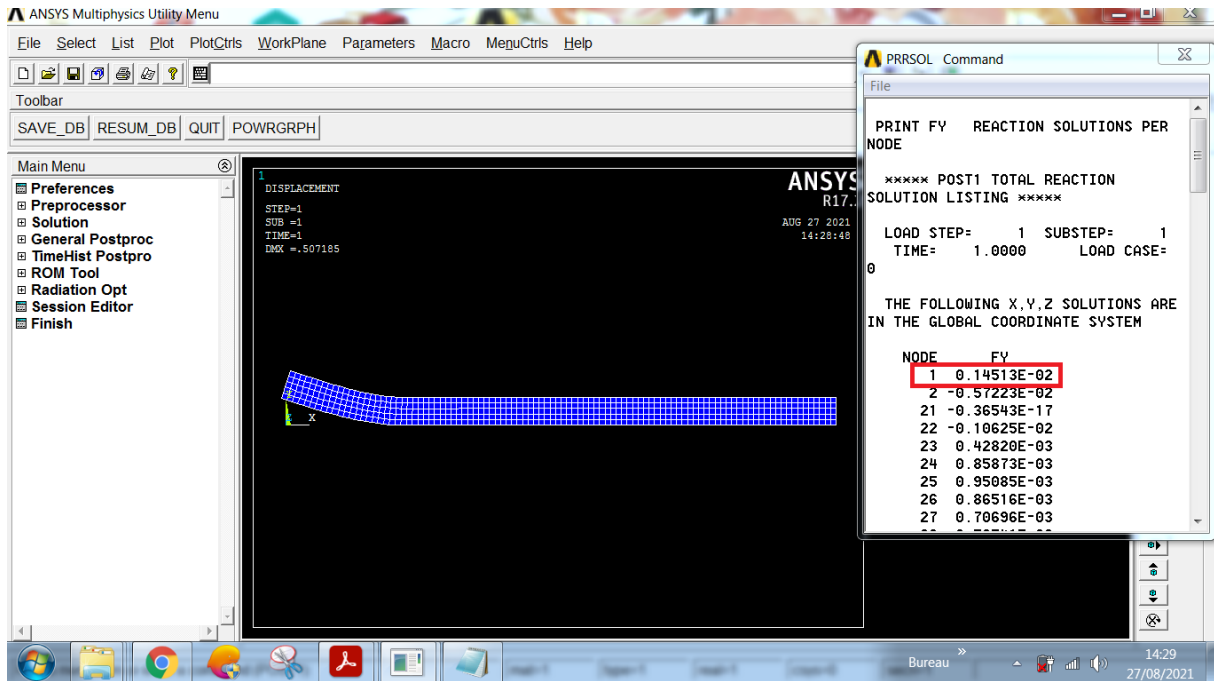 ANSYS Multiphysics Utility Menu
File Select List Plot PlotCtrls WorkPlane Parameters Macro MenuCtrls Help
Toolbar
SAVE_DB RESUM_DB QUIT POWRGRPH
Main Menu
Preferences
Preprocessor
Solution
General Postproc
TimeHist Postpro
ROM Tool
Radiation Opt
Session Editor
Finish
1
DISPLACEMENT
STEP=1
SUB =1
TIME=1
DMX =.507185
ANSYS
R17.
AUG 27 2021
14:28:48
X
PRRSOL Command
File
PRINT FY REACTION SOLUTIONS PER
NODE
***** POST1 TOTAL REACTION
SOLUTION LISTING *****
LOAD STEP= 1 SUBSTEP= 1
TIME= 1.0000 LOAD CASE=
0
THE FOLLOWING X,Y,Z SOLUTIONS ARE
IN THE GLOBAL COORDINATE SYSTEM
NODE FY
1 0.14513E-02
2 -0.57223E-02
21 -0.36543E-17
22 -0.10625E-02
23 0.42820E-03
24 0.85873E-03
25 0.95085E-03
26 0.86516E-03
27 0.70696E-03
Bureau
14:29
27/08/2021